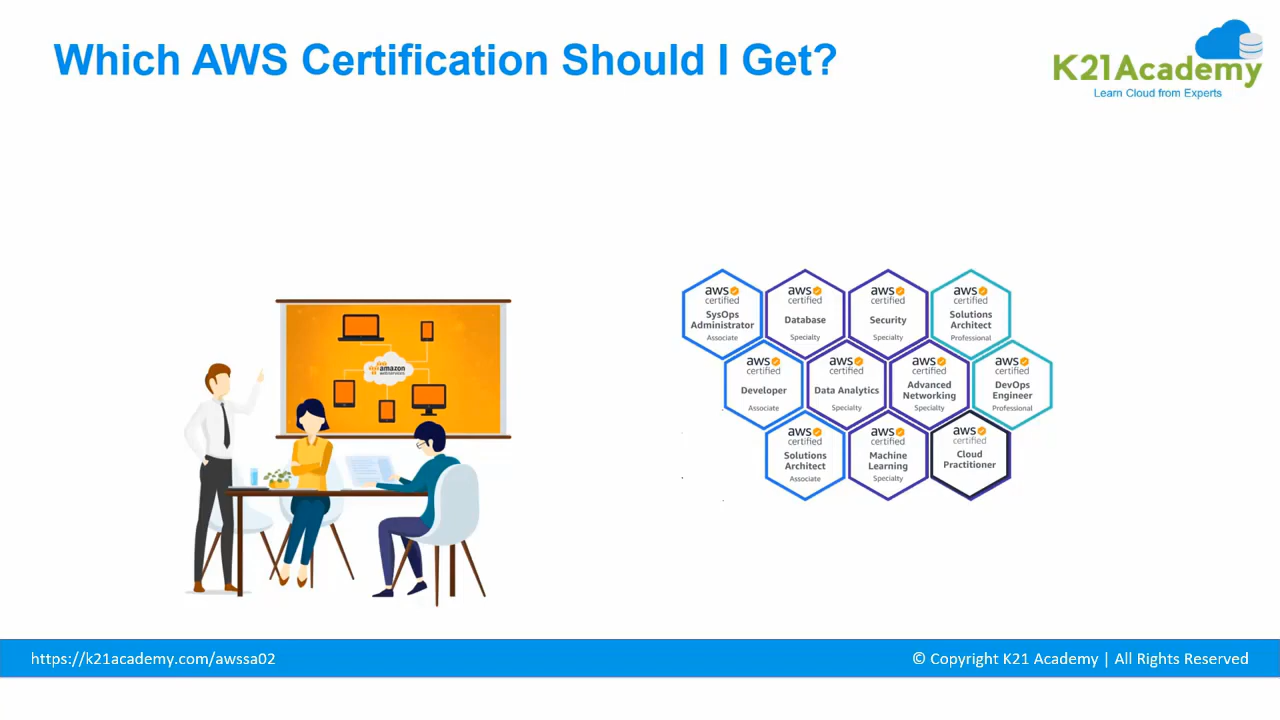 Which AWS Certification Should I Get?
K21Academy
Learn Cloud from Experts
amazon
webservices
aws
certified
SysOps
Administrator
Associate
aws
certified
Database
Specialty
aws
certified
Security
Specialty
aws
certified
Solutions
Architect
Professional
aws
certified
Developer
Associate
aws
certified
Data Analytics
Specialty
aws
certified
Advanced
Networking
Specialty
aws
certified
DevOps
Engineer
Professional
aws
certified
Solutions
Architect
Associate
aws
certified
Machine
Learning
Specialty
aws
certified
Cloud
Practitioner
https://k21academy.com/awssa02
© Copyright K21 Academy | All Rights Reserved